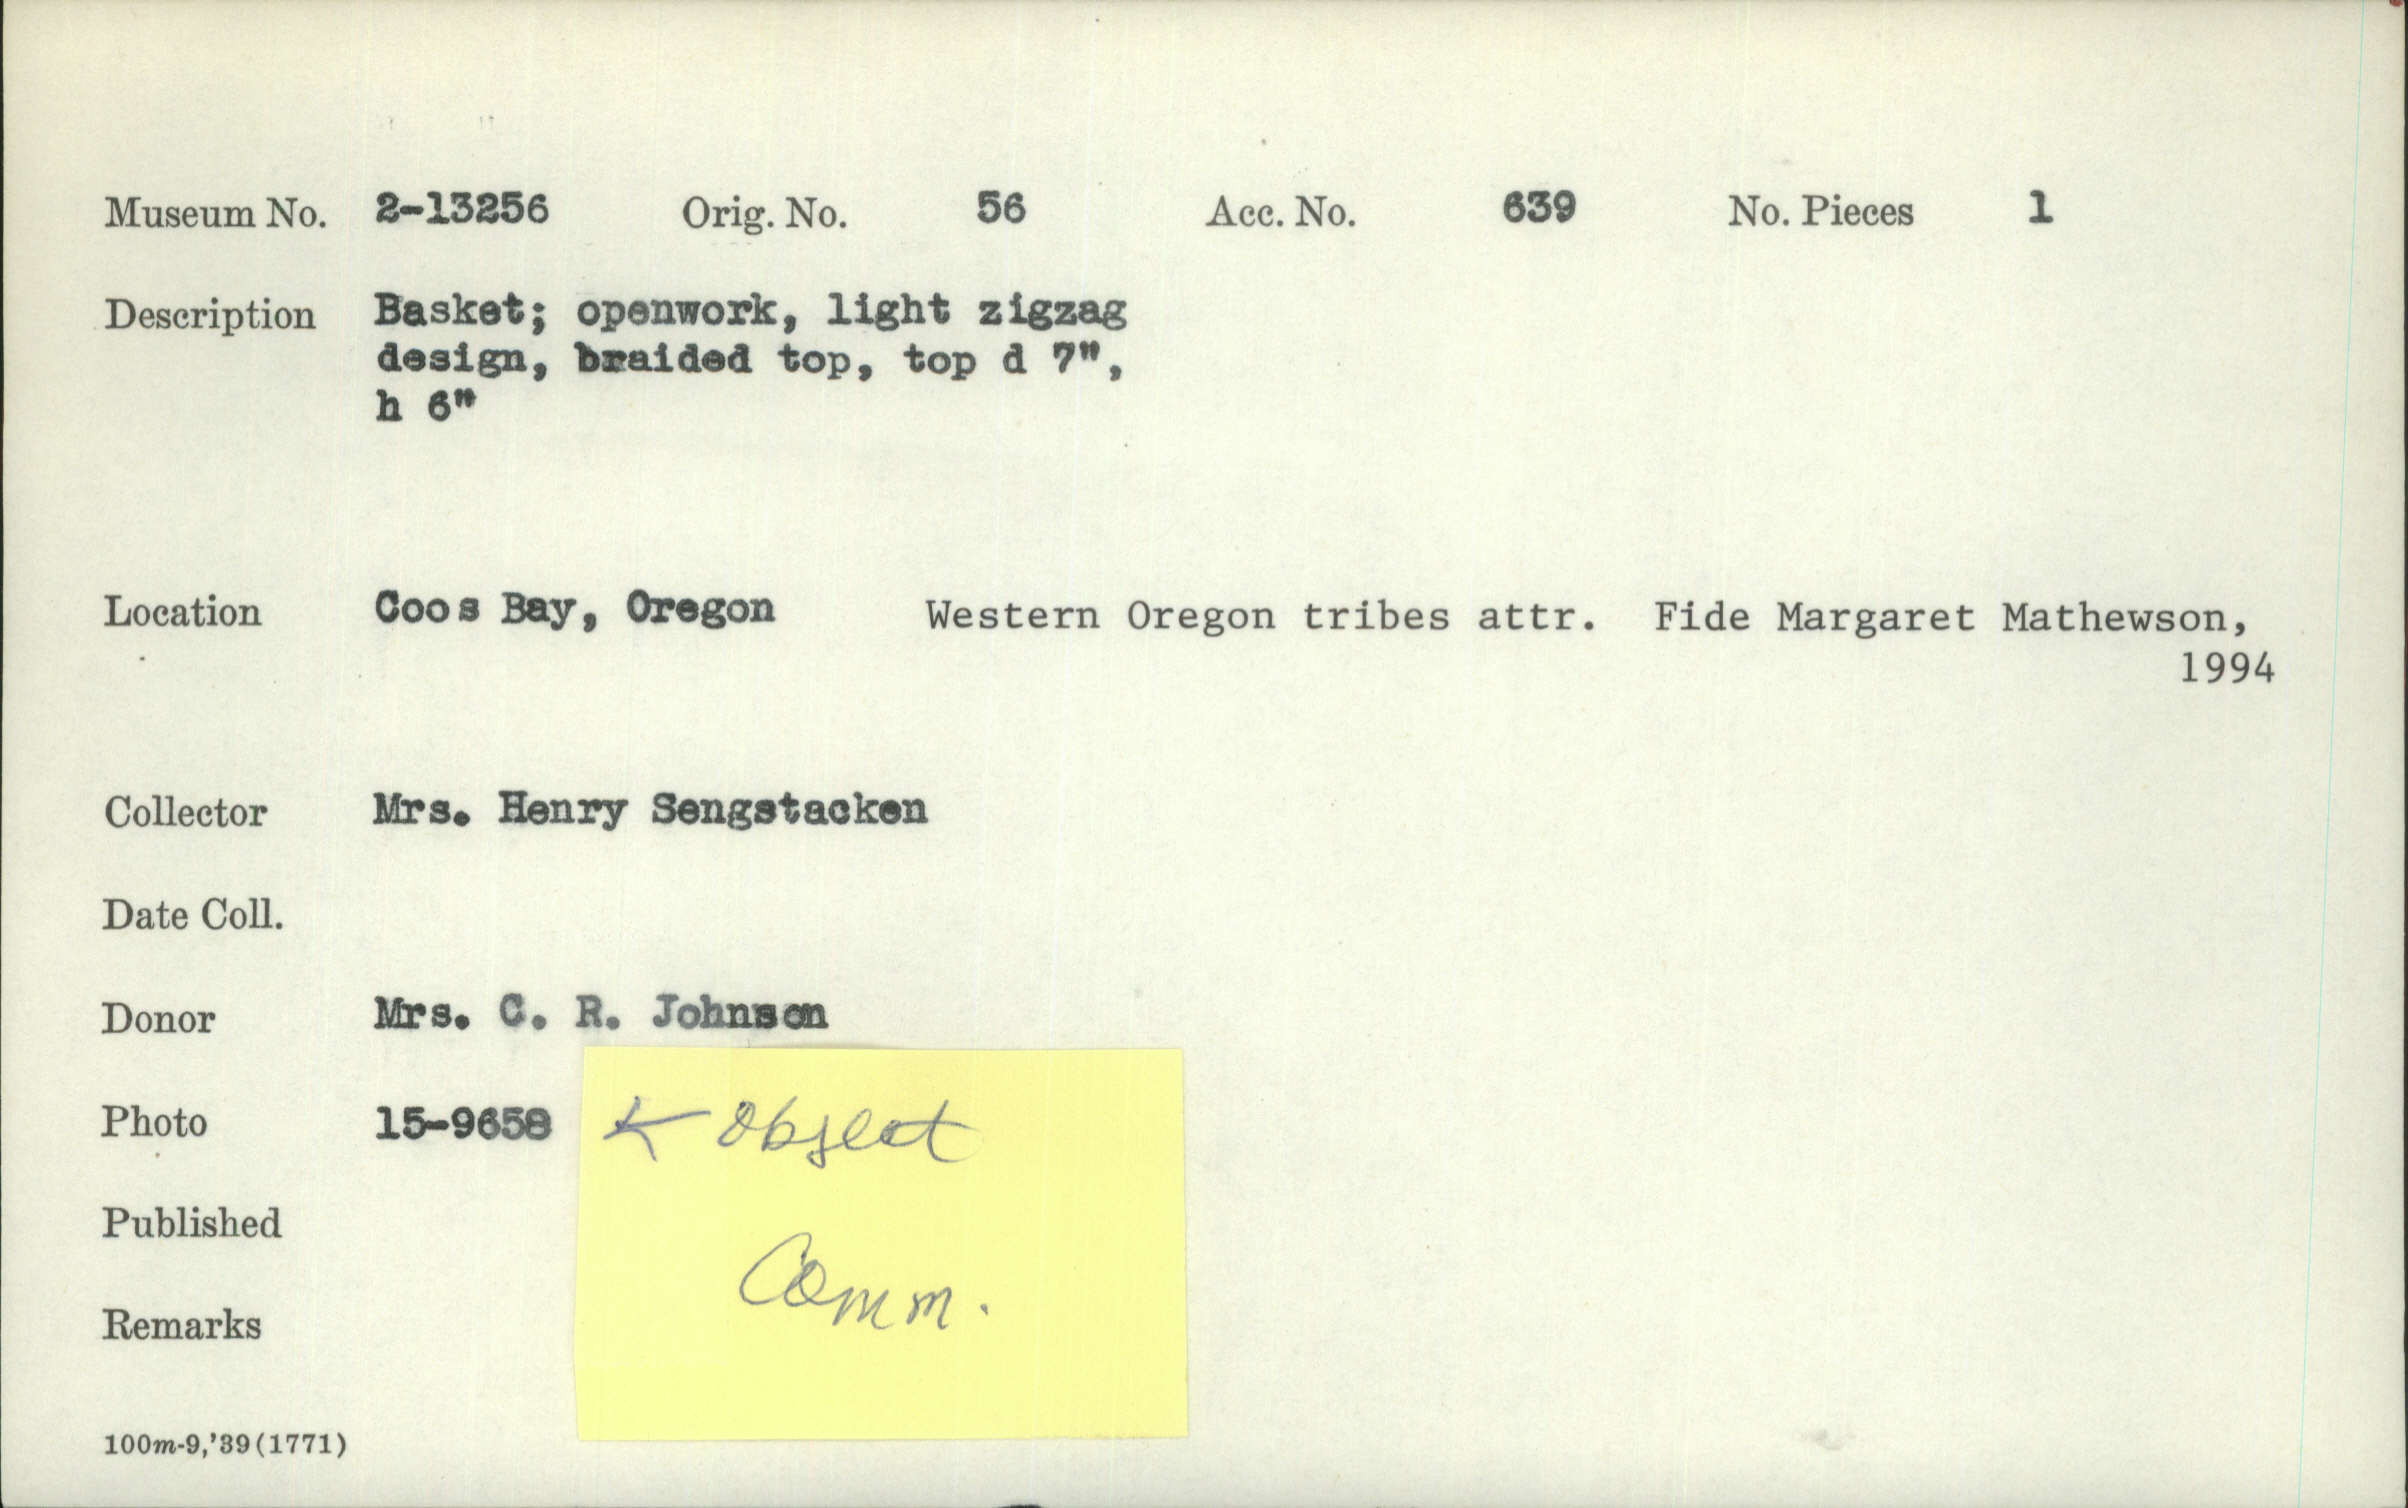 Museum No. 2-13256 Orig. No. 56 Acc. No. 639 No. Pieces 1
Description Basket; openwork, light zigzag
design, braided top, top d 7",
h 6"
Location Coos Bay, Oregon Western Oregon tribes attr. Fide Margaret Mathewson,
1994
Collector Mrs. Henry Sengstacken
Date Coll.
Donor Mrs. C. R. Johnson
Photo 15-9658 ← Object
Published
Comm.
Remarks
100m-9,'39(1771)